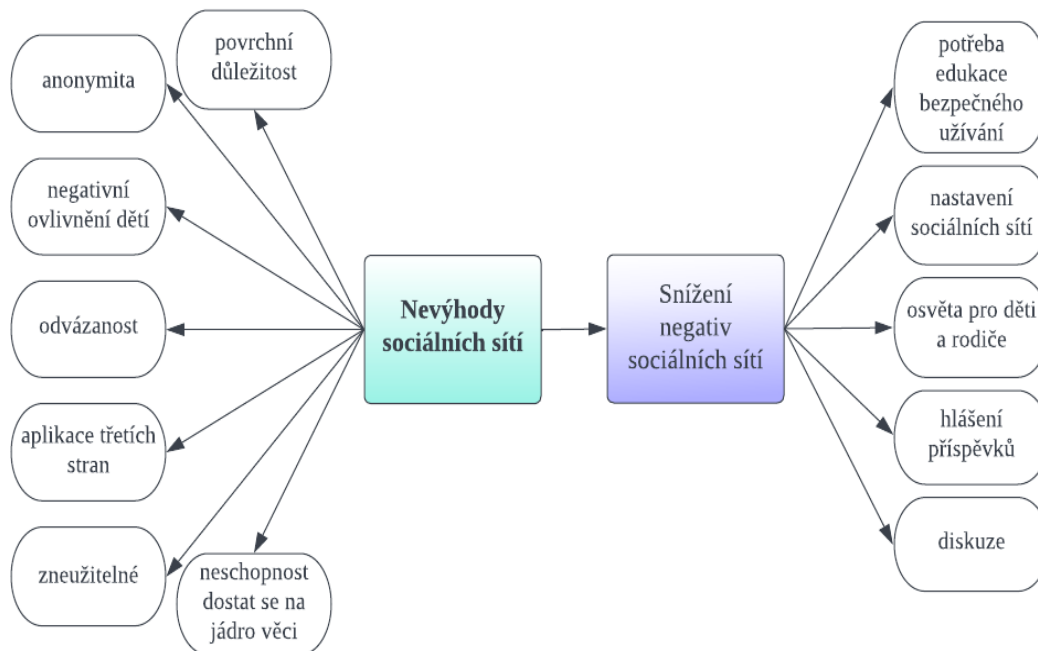 povrchní
důležitost
anonymita
negativní
ovlivnění dětí
odvázanost
aplikace třetích
stran
zneužitelné
neschopnost
dostat se na
jádro věci
Nevýhody
sociálních sítí
Snížení
negativ
sociálních sítí
potřeba
edukace
bezpečného
užívání
nastavení
sociálních sítí
osvěta pro děti
a rodiče
hlášení
příspěvků
diskuze